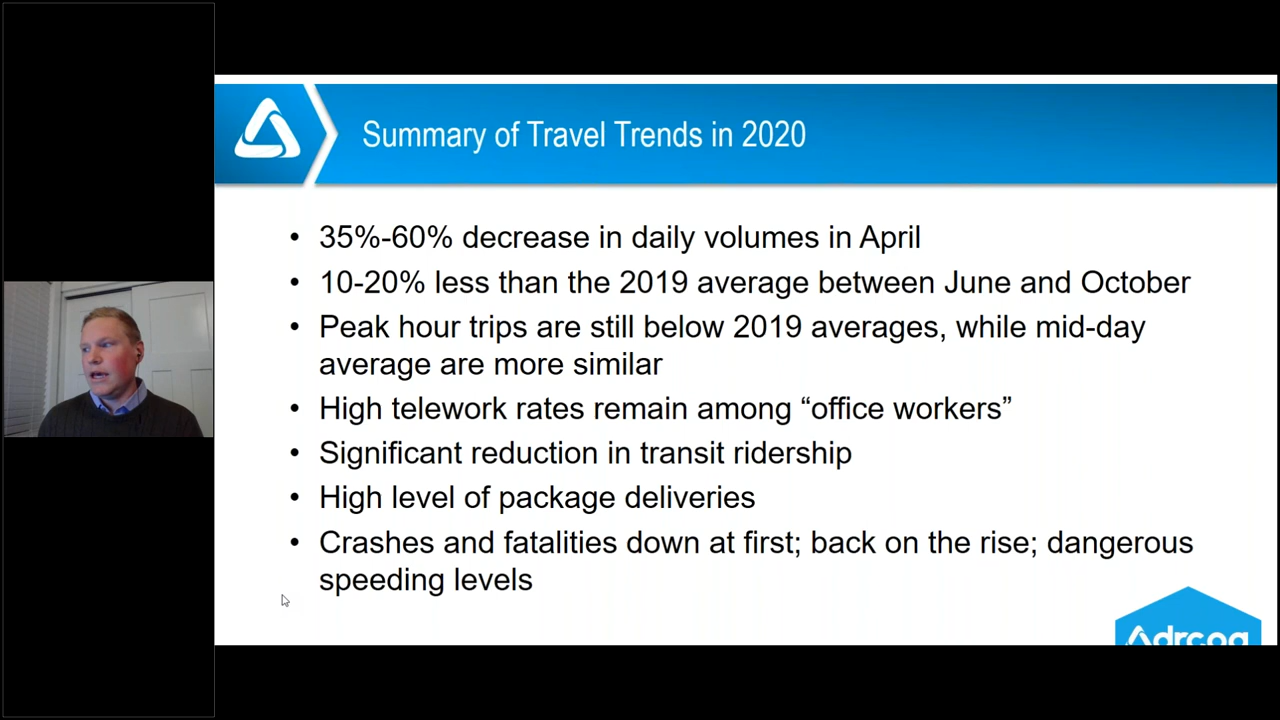 Summary of Travel Trends in 2020
• 35%-60% decrease in daily volumes in April
• 10-20% less than the 2019 average between June and October
• Peak hour trips are still below 2019 averages, while mid-day
average are more similar
• High telework rates remain among “office workers”
• Significant reduction in transit ridership
• High level of package deliveries
• Crashes and fatalities down at first; back on the rise; dangerous
speeding levels
drcog